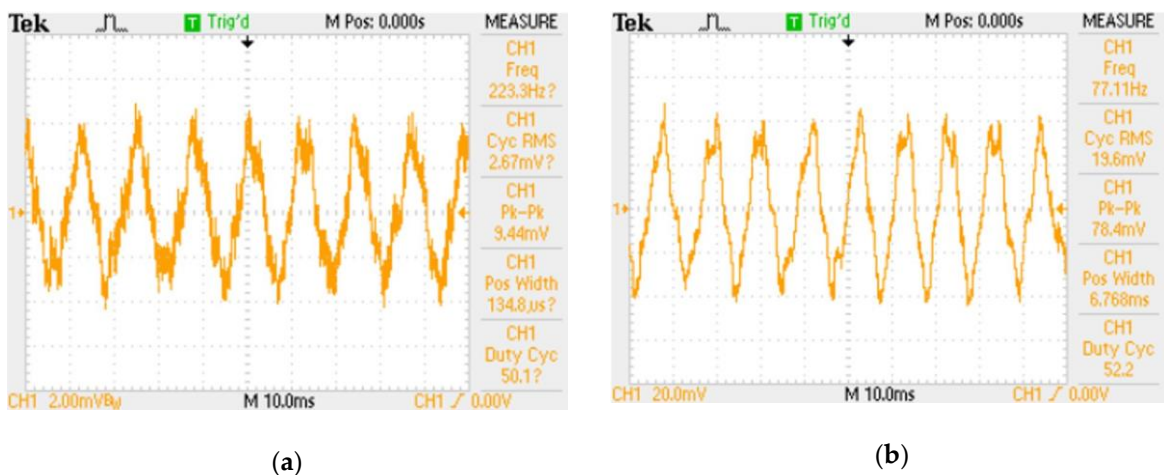 Tek
T Trig'd
M Pos: 0.000s
MEASURE
CH1
Freq
223.3Hz?
CH1
Cyc RMS
2.67mV?
CH1
Pk-Pk
9.44mV
CH1
Pos Width
134.8µs?
CH1
Duty Cyc
50.1?
1
CH1 2.00mVBw
M 10.0ms
CH1 0.00V
(a)
Tek
T Trig'd
M Pos: 0.000s
MEASURE
CH1
Freq
77.11Hz
CH1
Cyc RMS
19.6mV
CH1
Pk-Pk
78.4mV
CH1
Pos Width
6.768ms
CH1
Duty Cyc
52.2
1
CH1 20.0mV
M 10.0ms
CH1 0.00V
(b)